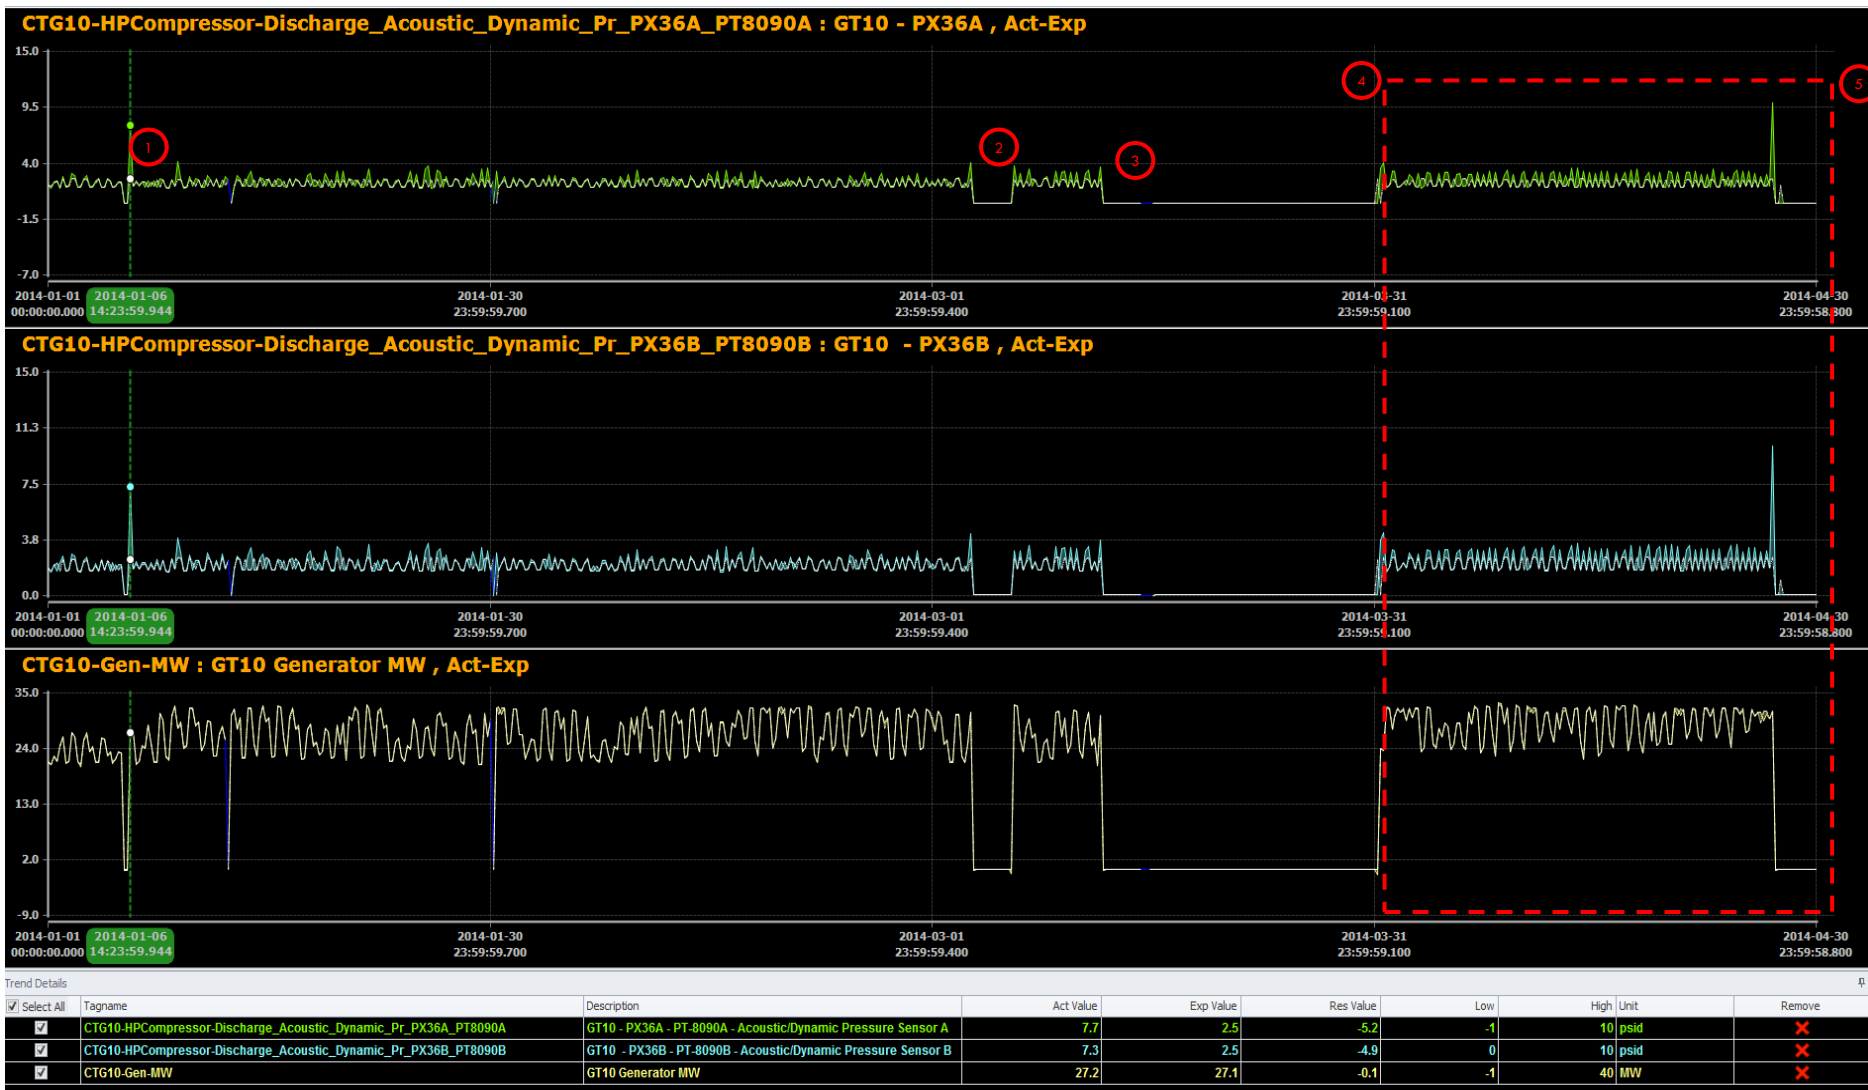 CTG10-HPCompressor-Discharge_Acoustic_Dynamic_Pr_PX36A_PT8090A : GT10 - PX36A , Act-Exp
15.0
9.5
4.0
-1.5
-7.0
1
2
3
4
5
2014-01-01 2014-01-06 2014-01-30 2014-03-01 2014-03-31 2014-04-30
00:00:00.000 14:23:59.944 23:59:59.700 23:59:59.400 23:59:59.100 23:59:58.800
CTG10-HPCompressor-Discharge_Acoustic_Dynamic_Pr_PX36B_PT8090B : GT10 - PX36B , Act-Exp
15.0
11.3
7.5
3.8
0.0
2014-01-01 2014-01-06 2014-01-30 2014-03-01 2014-03-31 2014-04-30
00:00:00.000 14:23:59.944 23:59:59.700 23:59:59.400 23:59:59.100 23:59:58.800
CTG10-Gen-MW : GT10 Generator MW , Act-Exp
35.0
24.0
13.0
2.0
-9.0
2014-01-01 2014-01-06 2014-01-30 2014-03-01 2014-03-31 2014-04-30
00:00:00.000 14:23:59.944 23:59:59.700 23:59:59.400 23:59:59.100 23:59:58.800
Trend Details
Select All Tagname Description Act Value Exp Value Res Value Low High Unit Remove
CTG10-HPCompressor-Discharge_Acoustic_Dynamic_Pr_PX36A_PT8090A GT10 - PX36A - PT-8090A - Acoustic/Dynamic Pressure Sensor A 7.7 2.5 -5.2 -1 10 psid
CTG10-HPCompressor-Discharge_Acoustic_Dynamic_Pr_PX36B_PT8090B GT10 - PX36B - PT-8090B - Acoustic/Dynamic Pressure Sensor B 7.3 2.5 -4.9 0 10 psid
CTG10-Gen-MW GT10 Generator MW 27.2 27.1 -0.1 -1 40 MW